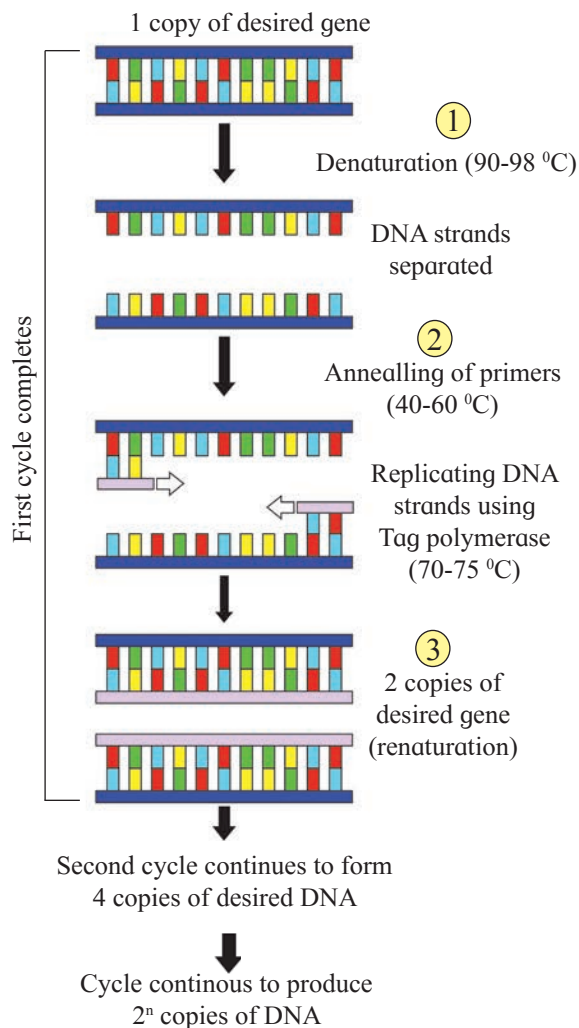 1 copy of desired gene
First cycle completes
1
Denaturation (90-98 ⁰C)
DNA strands
separated
2
Annealling of primers
(40-60 ⁰C)
Replicating DNA
strands using
Tag polymerase
(70-75 ⁰C)
3
2 copies of
desired gene
(renaturation)
Second cycle continues to form
4 copies of desired DNA
Cycle continous to produce
2ⁿ copies of DNA